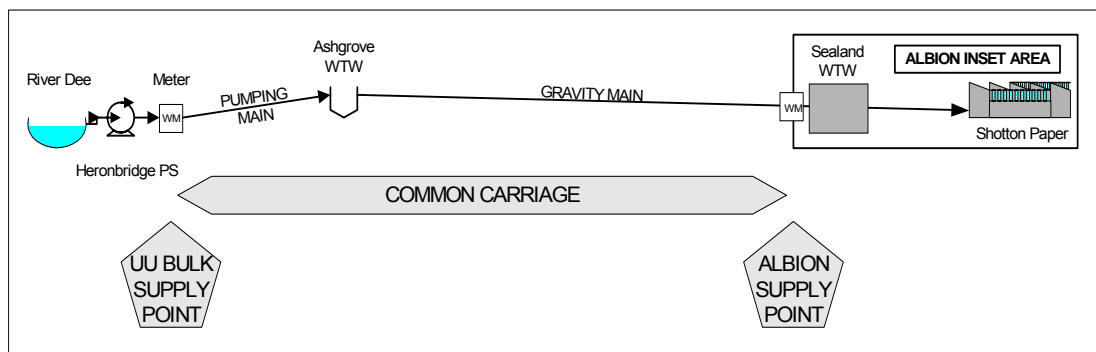 River Dee
Meter
Ashgrove
WTW
Sealand
WTW
ALBION INSET AREA
WM
PUMPING
MAIN
GRAVITY MAIN
WM
Shotton Paper
Heronbridge PS
COMMON CARRIAGE
UU BULK
SUPPLY
POINT
ALBION
SUPPLY
POINT